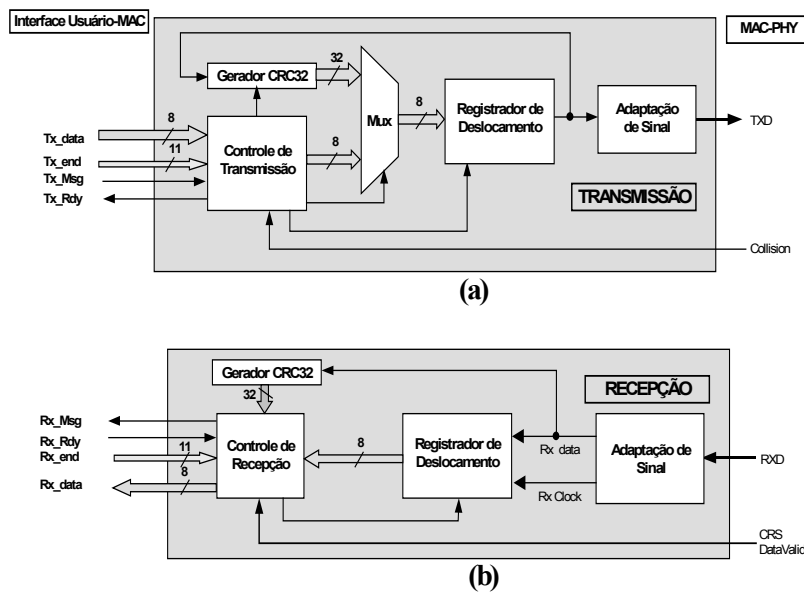 Interface Usuário-MAC
MAC-PHY
Gerador CRC32
32
Mux
8
Registrador de
Deslocamento
Adaptação
de Sinal
TXD
Tx_data
8
Tx_end
11
Tx_Msg
Tx_Rdy
Controle de
Transmissão
8
TRANSMISSÃO
Collision
(a)
Gerador CRC32
32
RECEPÇÃO
Rx_Msg
Rx_Rdy
Rx_end
11
Rx_data
8
Controle de
Recepção
8
Registrador de
Deslocamento
Rx data
Rx Clock
Adaptação de
Sinal
RXD
CRS
DataValid
(b)